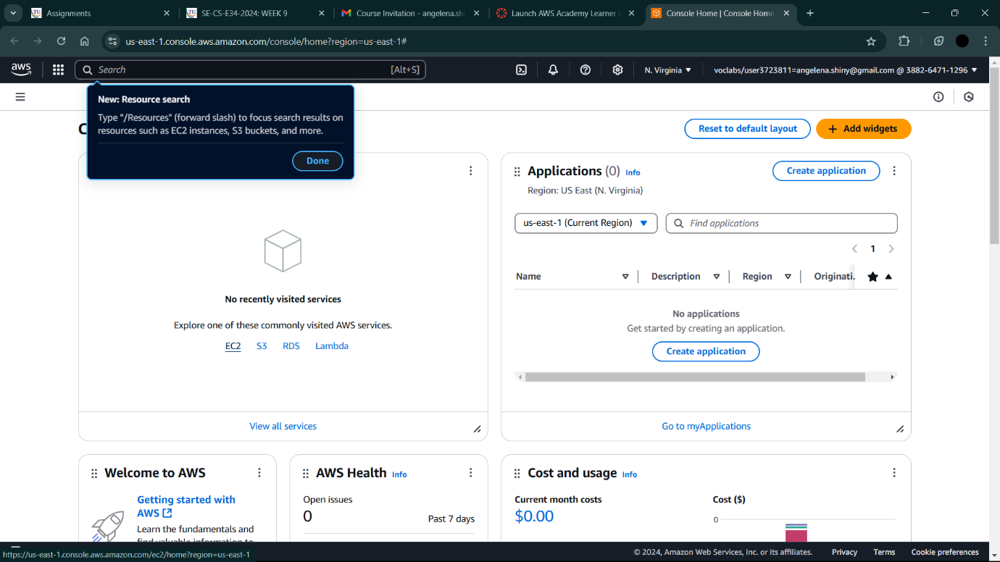 Assignments
SE-CS-E34-2024: WEEK 9
Course Invitation - angelena.shi
Launch AWS Academy Learner
Console Home | Console Home
us-east-1.console.aws.amazon.com/console/home?region=us-east-1#
aws
Search
[Alt+S]
N. Virginia
voclabs/user3723811=angelena.shiny@gmail.com @ 3882-6471-1296
New: Resource search
Type "/Resources" (forward slash) to focus search results on
resources such as EC2 instances, S3 buckets, and more.
Done
Reset to default layout
+ Add widgets
No recently visited services
Explore one of these commonly visited AWS services.
EC2 S3 RDS Lambda
View all services
Applications (0) Info
Create application
Region: US East (N. Virginia)
us-east-1 (Current Region)
Find applications
1
Name Description Region Originati.
No applications
Get started by creating an application.
Create application
Go to myApplications
Welcome to AWS
Getting started with
AWS
Learn the fundamentals and
find valuable information to
AWS Health Info
Open issues
0
Past 7 days
Cost and usage Info
Current month costs
$0.00
Cost ($)
0
https://us-east-1.console.aws.amazon.com/ec2/home?region=us-east-1
© 2024, Amazon Web Services, Inc. or its affiliates. Privacy Terms Cookie preferences